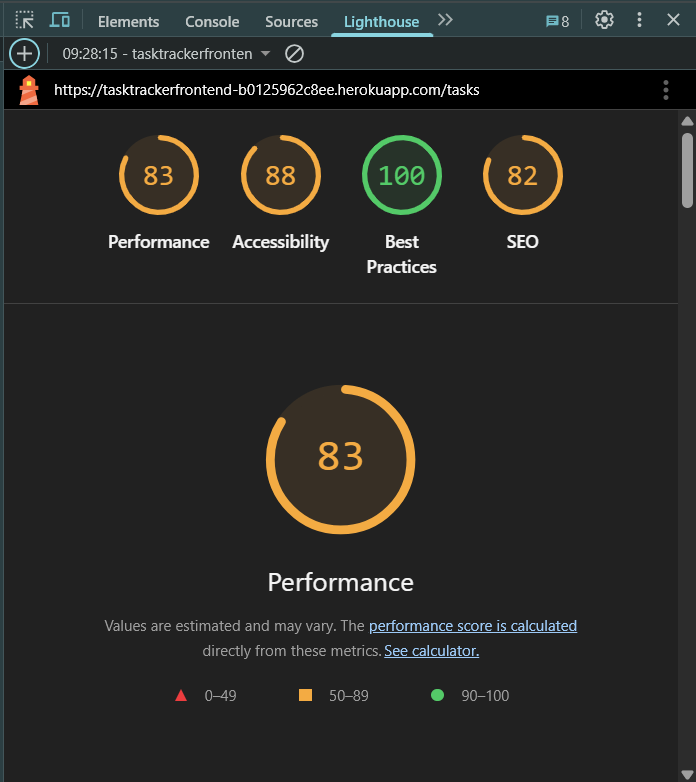 Elements Console Sources Lighthouse 8
09:28:15 - tasktrackerfronten
https://tasktrackerfrontend-b0125962c8ee.herokuapp.com/tasks
83 88 100 82
Performance Accessibility Best Practices SEO
83
Performance
Values are estimated and may vary. The performance score is calculated
directly from these metrics. See calculator.
0–49 50–89 90–100